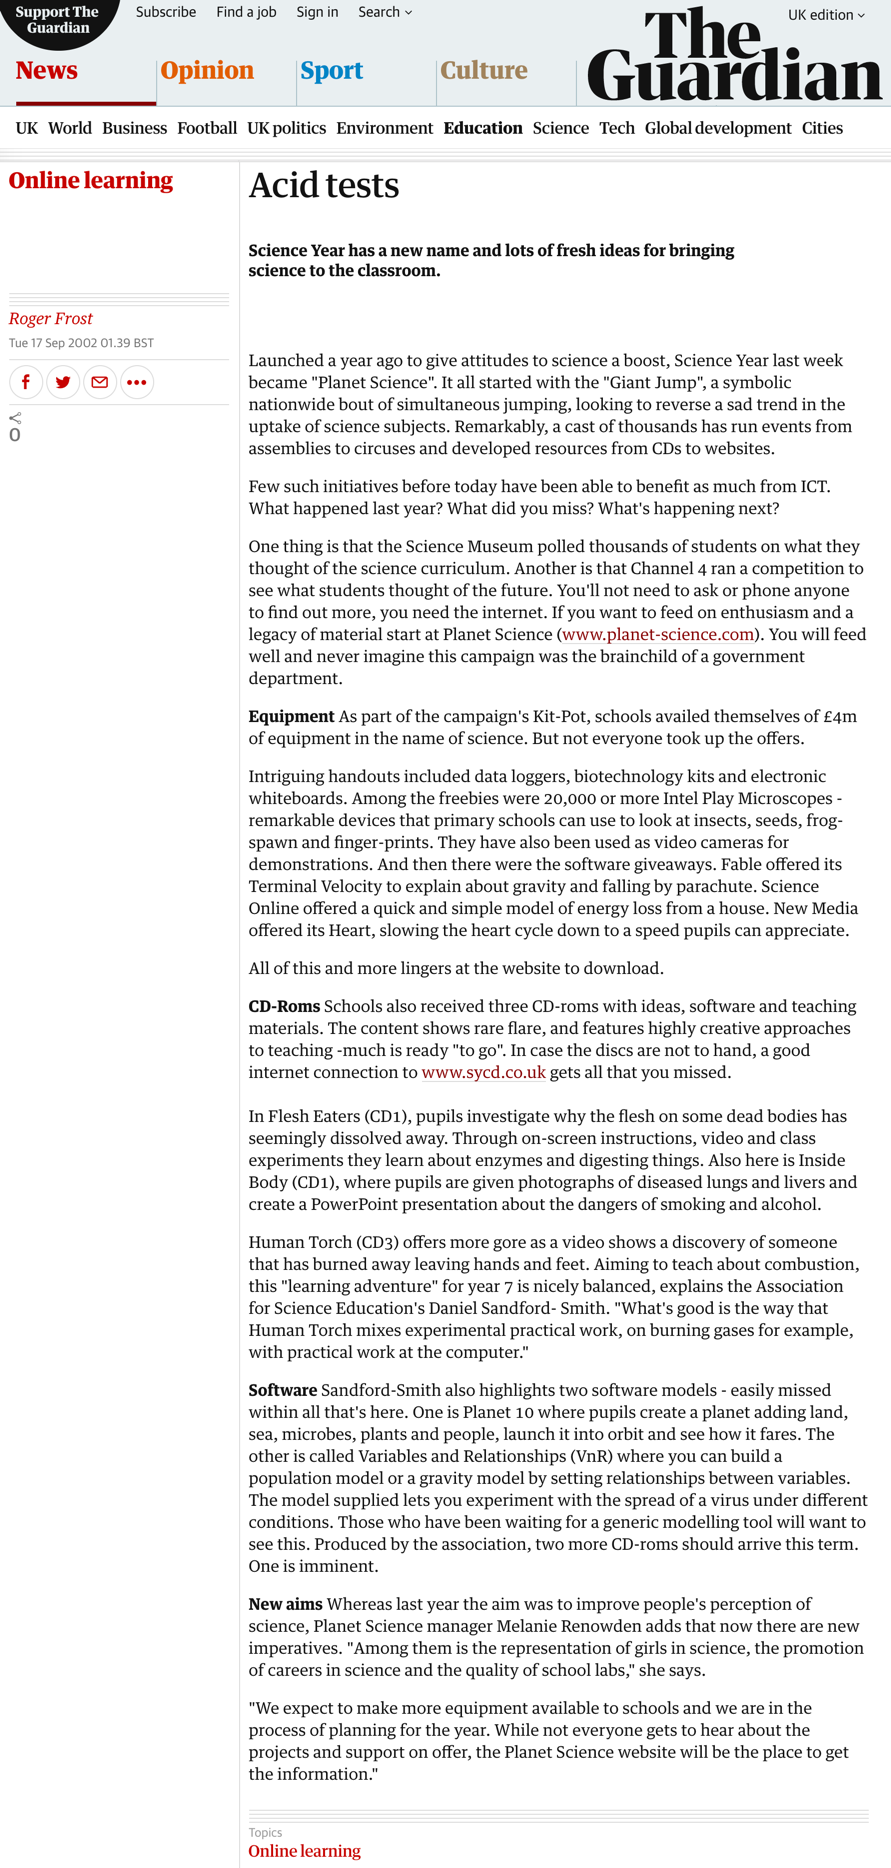 Support The
Guardian
Subscribe Find a job Sign in Search
UK edition
The
Guardian
News Opinion Sport Culture
UK World Business Football UK politics Environment Education Science Tech Global development Cities
Online learning
Acid tests
Science Year has a new name and lots of fresh ideas for bringing
science to the classroom.
Roger Frost
Tue 17 Sep 2002 01.39 BST
0
Launched a year ago to give attitudes to science a boost, Science Year last week
became "Planet Science". It all started with the "Giant Jump", a symbolic
nationwide bout of simultaneous jumping, looking to reverse a sad trend in the
uptake of science subjects. Remarkably, a cast of thousands has run events from
assemblies to circuses and developed resources from CDs to websites.
Few such initiatives before today have been able to benefit as much from ICT.
What happened last year? What did you miss? What's happening next?
One thing is that the Science Museum polled thousands of students on what they
thought of the science curriculum. Another is that Channel 4 ran a competition to
see what students thought of the future. You'll not need to ask or phone anyone
to find out more, you need the internet. If you want to feed on enthusiasm and a
legacy of material start at Planet Science (www.planet-science.com). You will feed
well and never imagine this campaign was the brainchild of a government
department.
Equipment As part of the campaign's Kit-Pot, schools availed themselves of £4m
of equipment in the name of science. But not everyone took up the offers.
Intriguing handouts included data loggers, biotechnology kits and electronic
whiteboards. Among the freebies were 20,000 or more Intel Play Microscopes -
remarkable devices that primary schools can use to look at insects, seeds, frog-
spawn and finger-prints. They have also been used as video cameras for
demonstrations. And then there were the software giveaways. Fable offered its
Terminal Velocity to explain about gravity and falling by parachute. Science
Online offered a quick and simple model of energy loss from a house. New Media
offered its Heart, slowing the heart cycle down to a speed pupils can appreciate.
All of this and more lingers at the website to download.
CD-Roms Schools also received three CD-roms with ideas, software and teaching
materials. The content shows rare flare, and features highly creative approaches
to teaching -much is ready "to go". In case the discs are not to hand, a good
internet connection to www.sycd.co.uk gets all that you missed.
In Flesh Eaters (CD1), pupils investigate why the flesh on some dead bodies has
seemingly dissolved away. Through on-screen instructions, video and class
experiments they learn about enzymes and digesting things. Also here is Inside
Body (CD1), where pupils are given photographs of diseased lungs and livers and
create a PowerPoint presentation about the dangers of smoking and alcohol.
Human Torch (CD3) offers more gore as a video shows a discovery of someone
that has burned away leaving hands and feet. Aiming to teach about combustion,
this "learning adventure" for year 7 is nicely balanced, explains the Association
for Science Education's Daniel Sandford- Smith. "What's good is the way that
Human Torch mixes experimental practical work, on burning gases for example,
with practical work at the computer."
Software Sandford-Smith also highlights two software models - easily missed
within all that's here. One is Planet 10 where pupils create a planet adding land,
sea, microbes, plants and people, launch it into orbit and see how it fares. The
other is called Variables and Relationships (VnR) where you can build a
population model or a gravity model by setting relationships between variables.
The model supplied lets you experiment with the spread of a virus under different
conditions. Those who have been waiting for a generic modelling tool will want to
see this. Produced by the association, two more CD-roms should arrive this term.
One is imminent.
New aims Whereas last year the aim was to improve people's perception of
science, Planet Science manager Melanie Renowden adds that now there are new
imperatives. "Among them is the representation of girls in science, the promotion
of careers in science and the quality of school labs," she says.
"We expect to make more equipment available to schools and we are in the
process of planning for the year. While not everyone gets to hear about the
projects and support on offer, the Planet Science website will be the place to get
the information."
Topics
Online learning